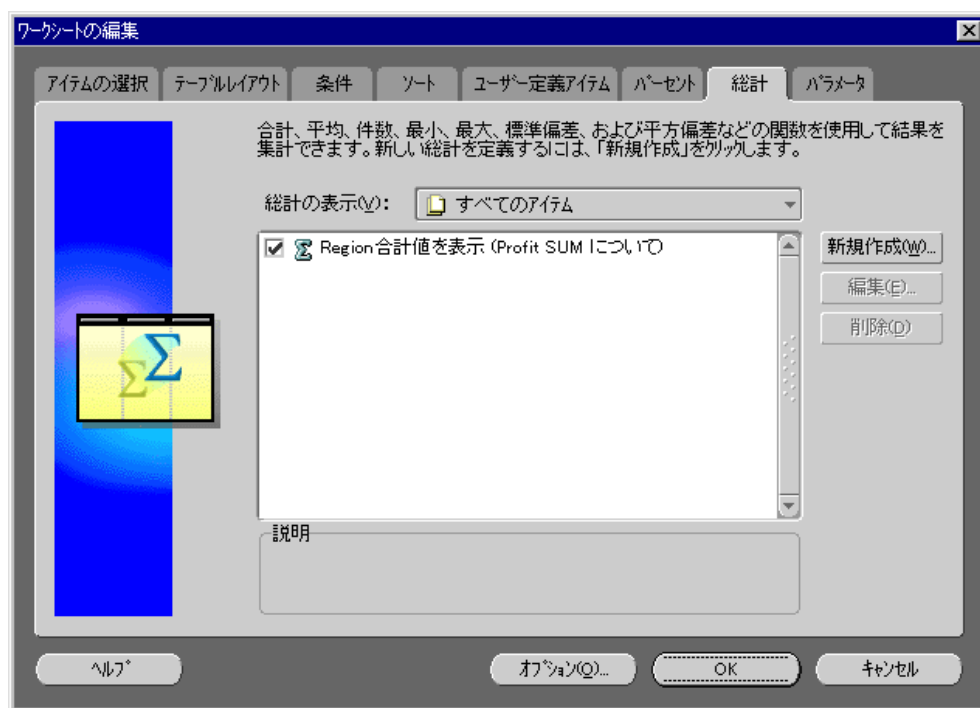 ワークシートの編集
アイテムの選択 テーブルレイアウト 条件 ソート ユーザー定義アイテム パーセント 総計 パラメータ
合計、平均、件数、最小、最大、標準偏差、および平方偏差などの関数を使用して結果を
集計できます。新しい総計を定義するには、「新規作成」をクリックします。
総計の表示(V): すべてのアイテム
Region 合計値を表示 (Profit SUM について)
新規作成(W)...
編集(E)...
削除(D)
説明
ヘルプ オプション(O)... OK キャンセル